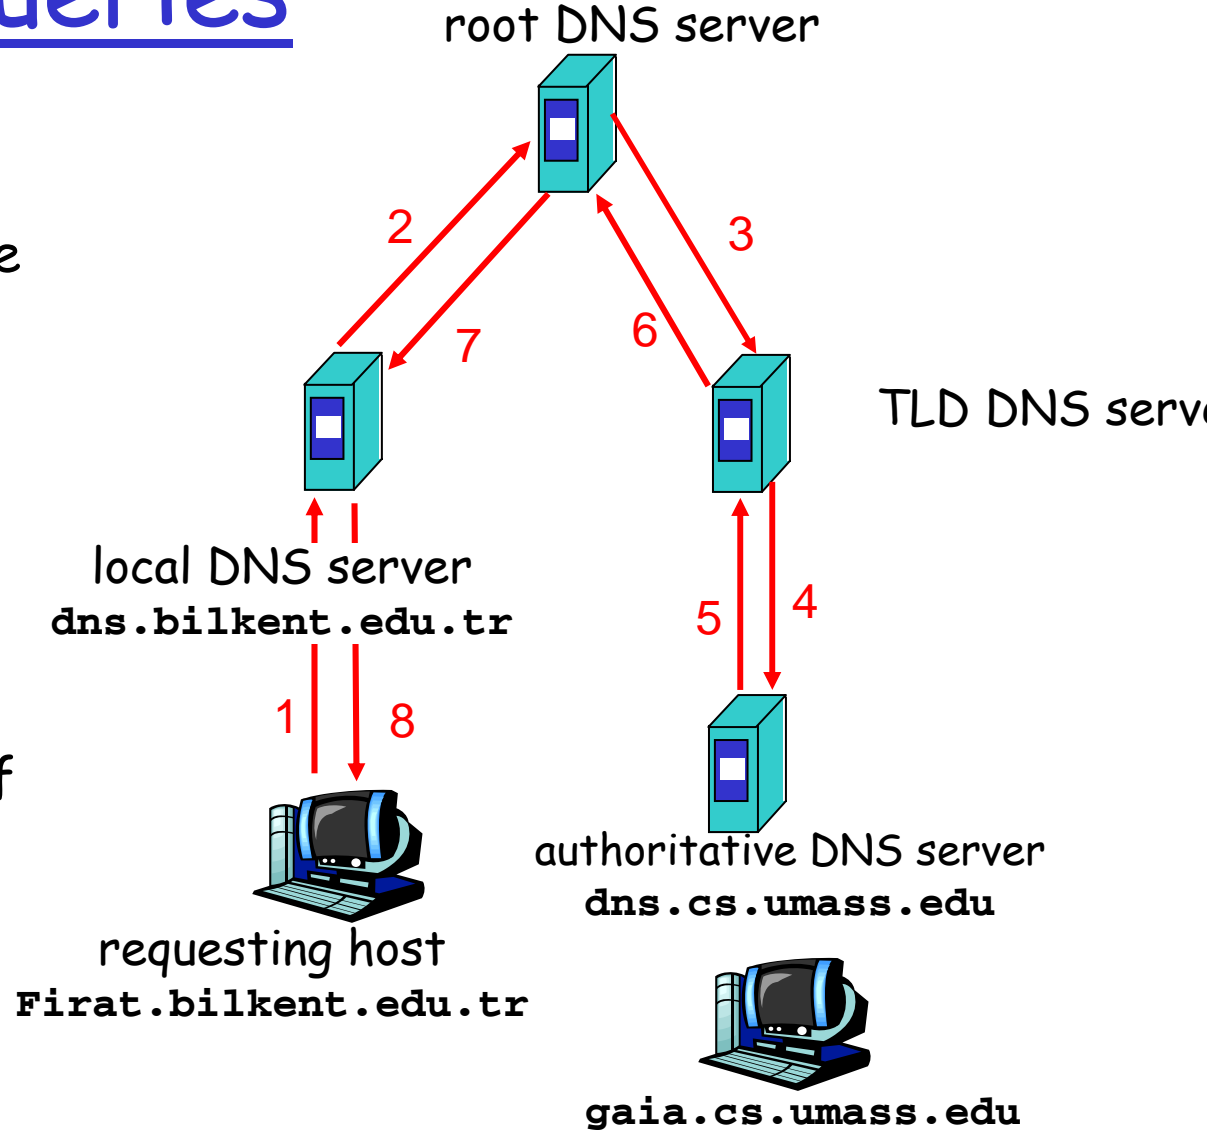 root DNS server
2
3
7
6
TLD DNS
local DNS server
dns.bilkent.edu.tr
5
4
1
8
authoritative DNS server
dns.cs.umass.edu
requesting host
Firat.bilkent.edu.tr
gaia.cs.umass.edu